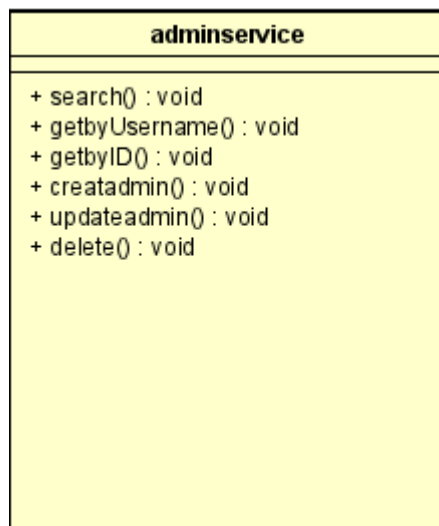 adminservice
+ search() : void
+ getbyUsername() : void
+ getbyID() : void
+ creatadmin() : void
+ updateadmin() : void
+ delete() : void